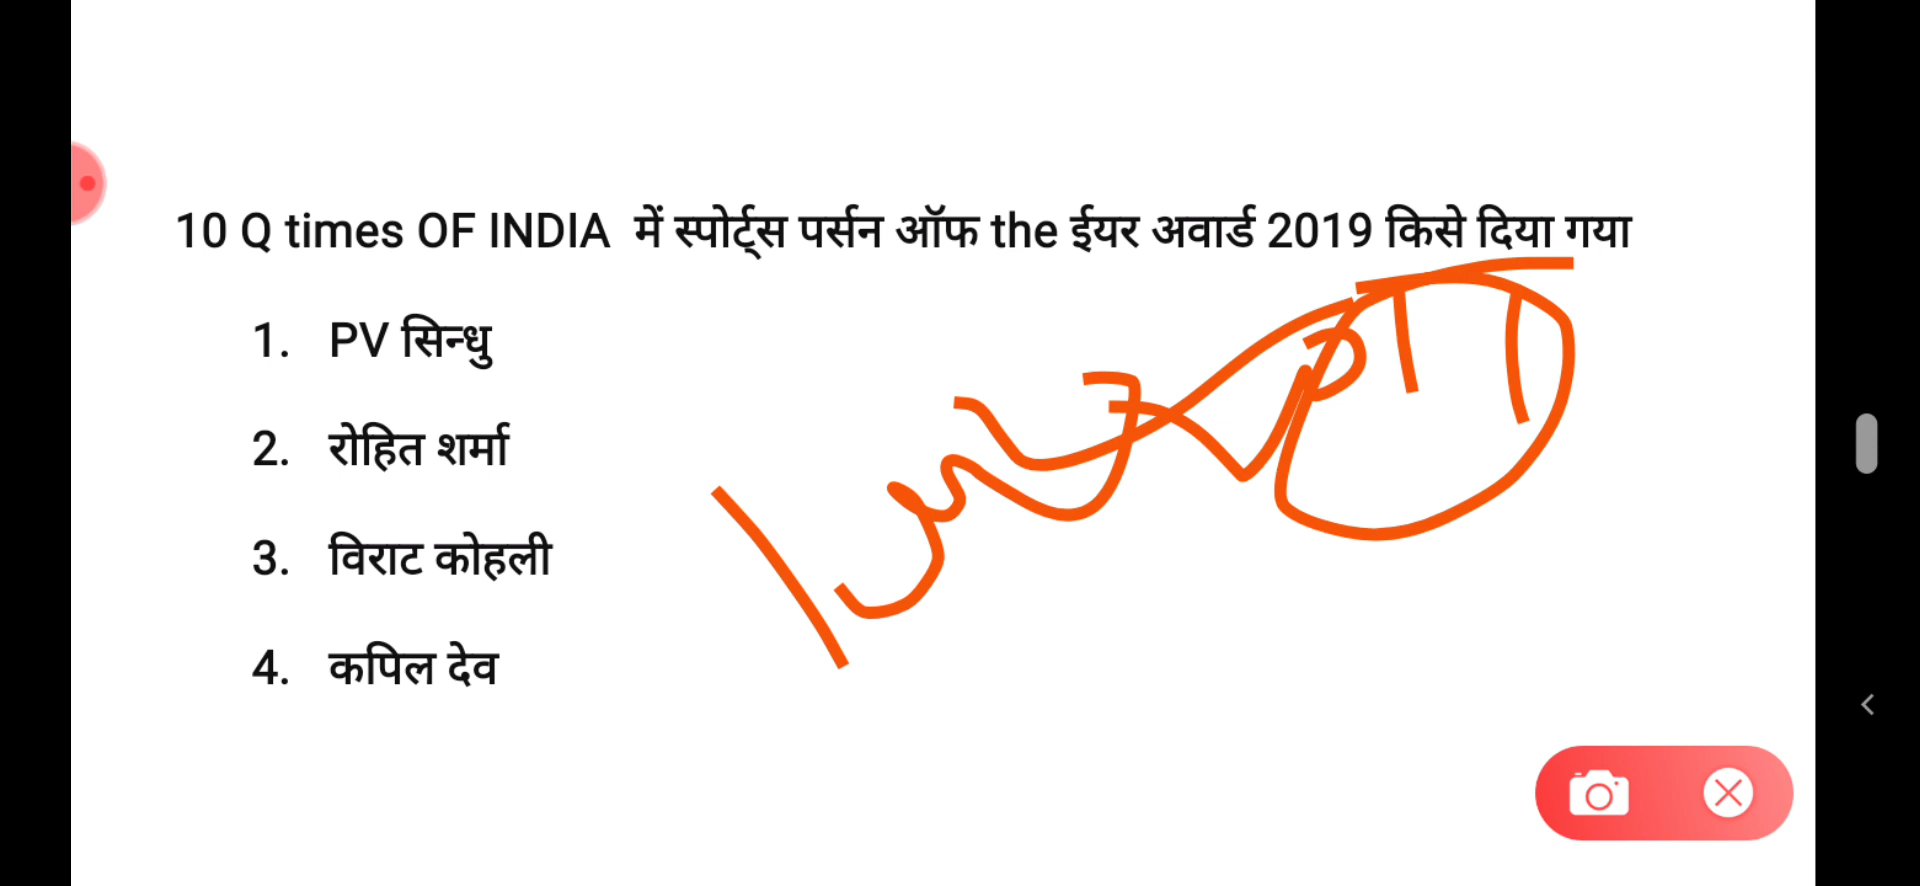 10 Q times OF INDIA में स्पोर्ट्स पर्सन ऑफ the ईयर अवार्ड 2019 किसे दिया गया
1. PV सिन्धु
2. रोहित शर्मा
3. विराट कोहली
4. कपिल देव